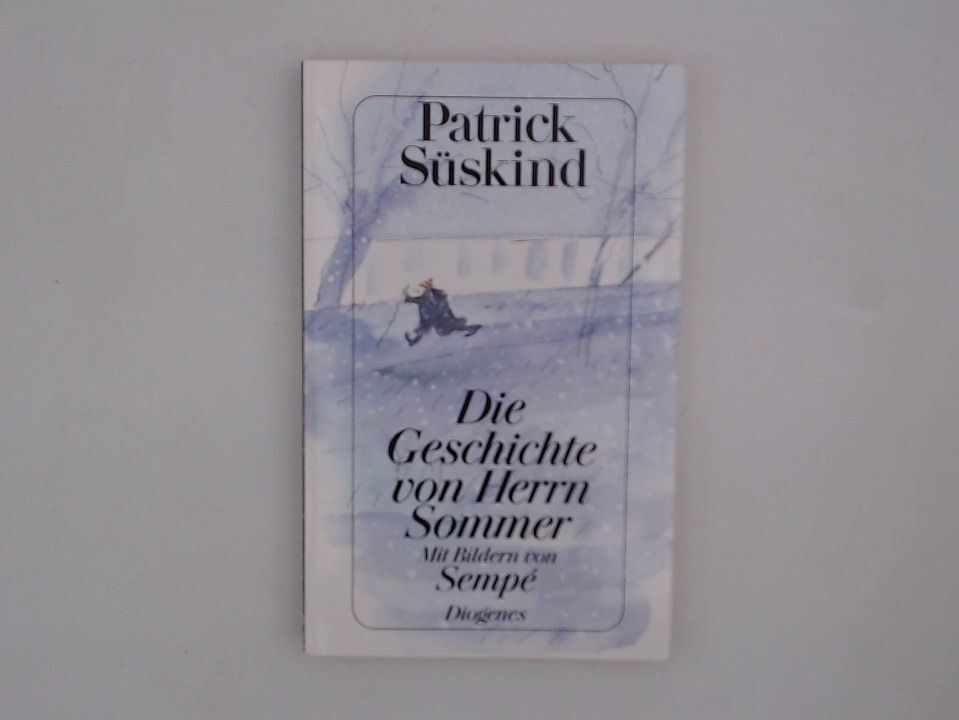 Patrick
Süskind
Die
Geschichte
von Herrn
Sommer
Mit Bildern von
Sempé
Diogenes